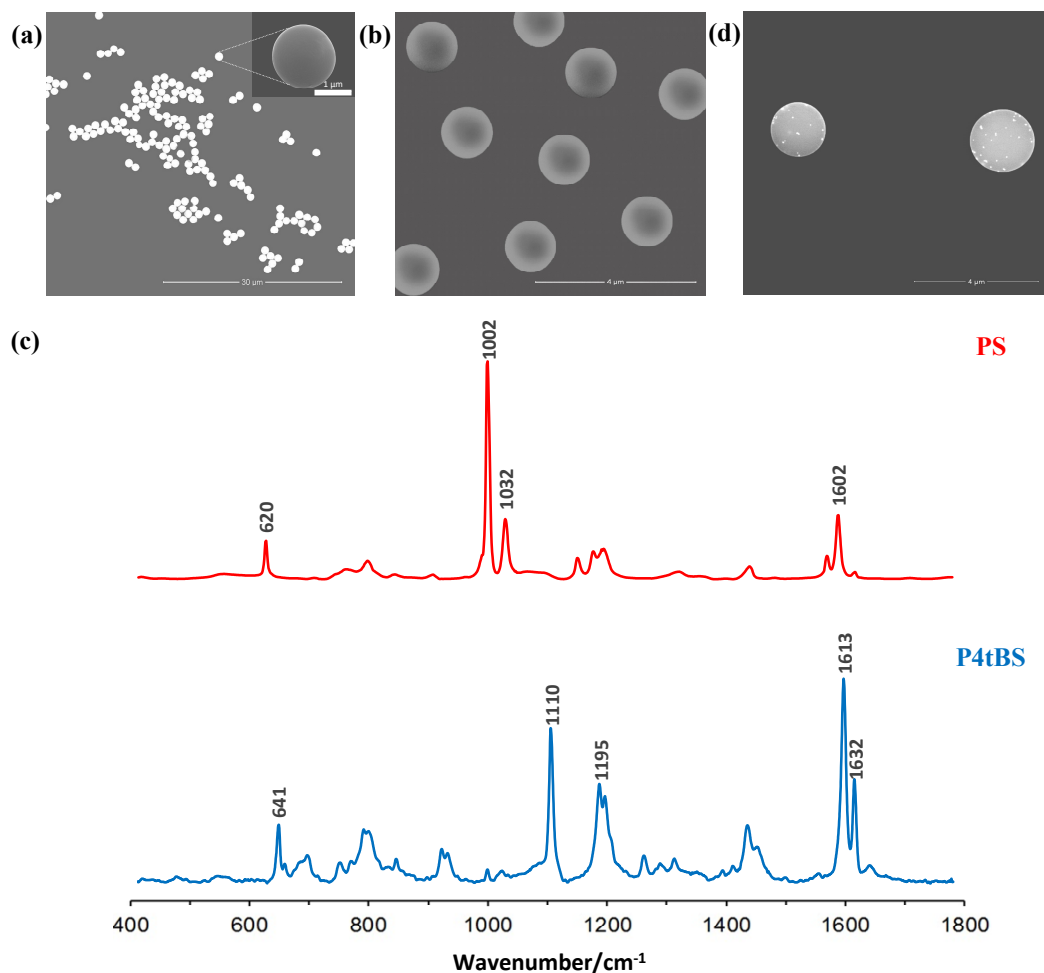 (a)
1 µm
30 µm
(b)
4 µm
(d)
4 µm
(c)
PS
620
1002
1032
1602
P4tBS
641
1110
1195
1613
1632
400 600 800 1000 1200 1400 1600 1800
Wavenumber/cm⁻¹